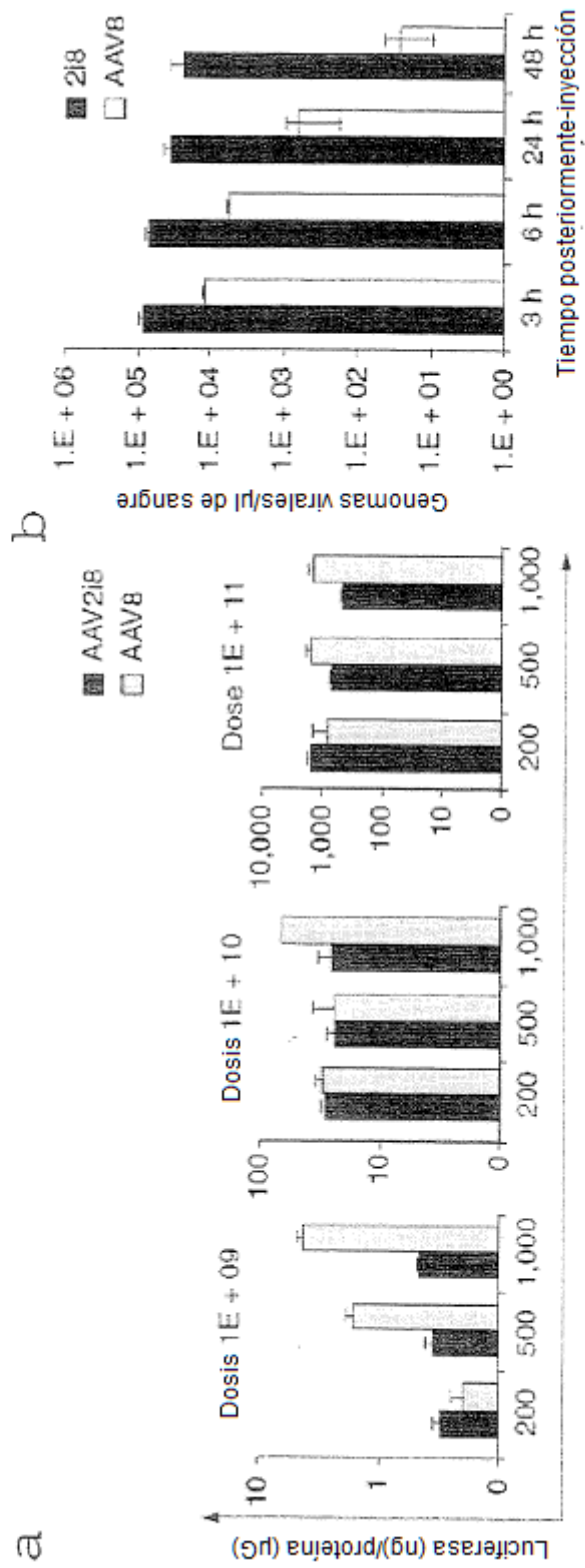 a
Luciferasa (ng)/proteína (µG)
Dosis 1E + 09
10
1
0
200
500
1,000
Dosis 1E + 10
100
10
0
200
500
1,000
Dose 1E + 11
10,000
1,000
100
10
0
200
500
1,000
AAV2i8
AAV8
b
Genomas virales/µl de sangre
1.E + 06
1.E + 05
1.E + 04
1.E + 03
1.E + 02
1.E + 01
1.E + 00
2i8
AAV8
3 h
6 h
24 h
48 h
Tiempo posteriormente-inyección